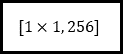 [1 × 1,256]